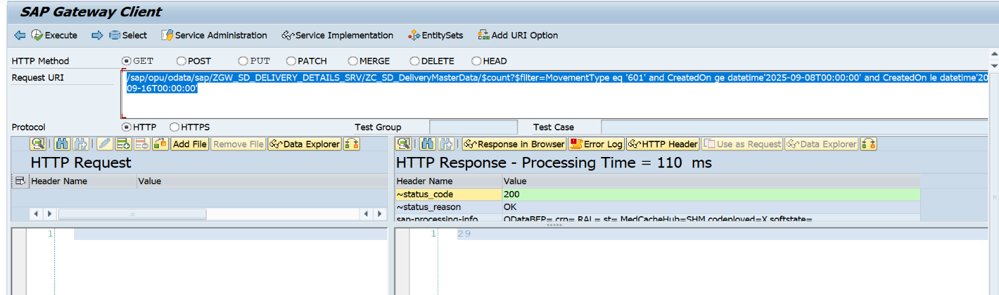 SAP Gateway Client
Execute Select Service Administration Service Implementation EntitySets Add URI Option
HTTP Method GET POST PUT PATCH MERGE DELETE HEAD
Request URI /sap/opu/odata/sap/ZGW_SD_DELIVERY_DETAILS_SRV/ZC_SD_DeliveryMasterData/$count?$filter=MovementType eq '601' and CreatedOn ge datetime'2025-09-08T00:00:00' and CreatedOn le datetime'20
09-16T00:00:00'
Protocol HTTP HTTPS Test Group Test Case
Add File Remove File Data Explorer Response in Browser Error Log HTTP Header Use as Request Data Explorer
HTTP Request HTTP Response - Processing Time = 110 ms
Header Name Value Header Name Value
~status_code 200
~status_reason OK
sap-processing-info ODataBEP= crp= RAL= st= MedCacheHub=SHM codeployed=X softstate=
1 1 29